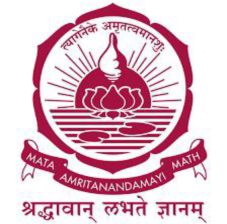 त्यागेनैके अमृतत्वमानशुः
MATA AMRITANANDAMAYI MATH
श्रद्धावान् लभते ज्ञानम्